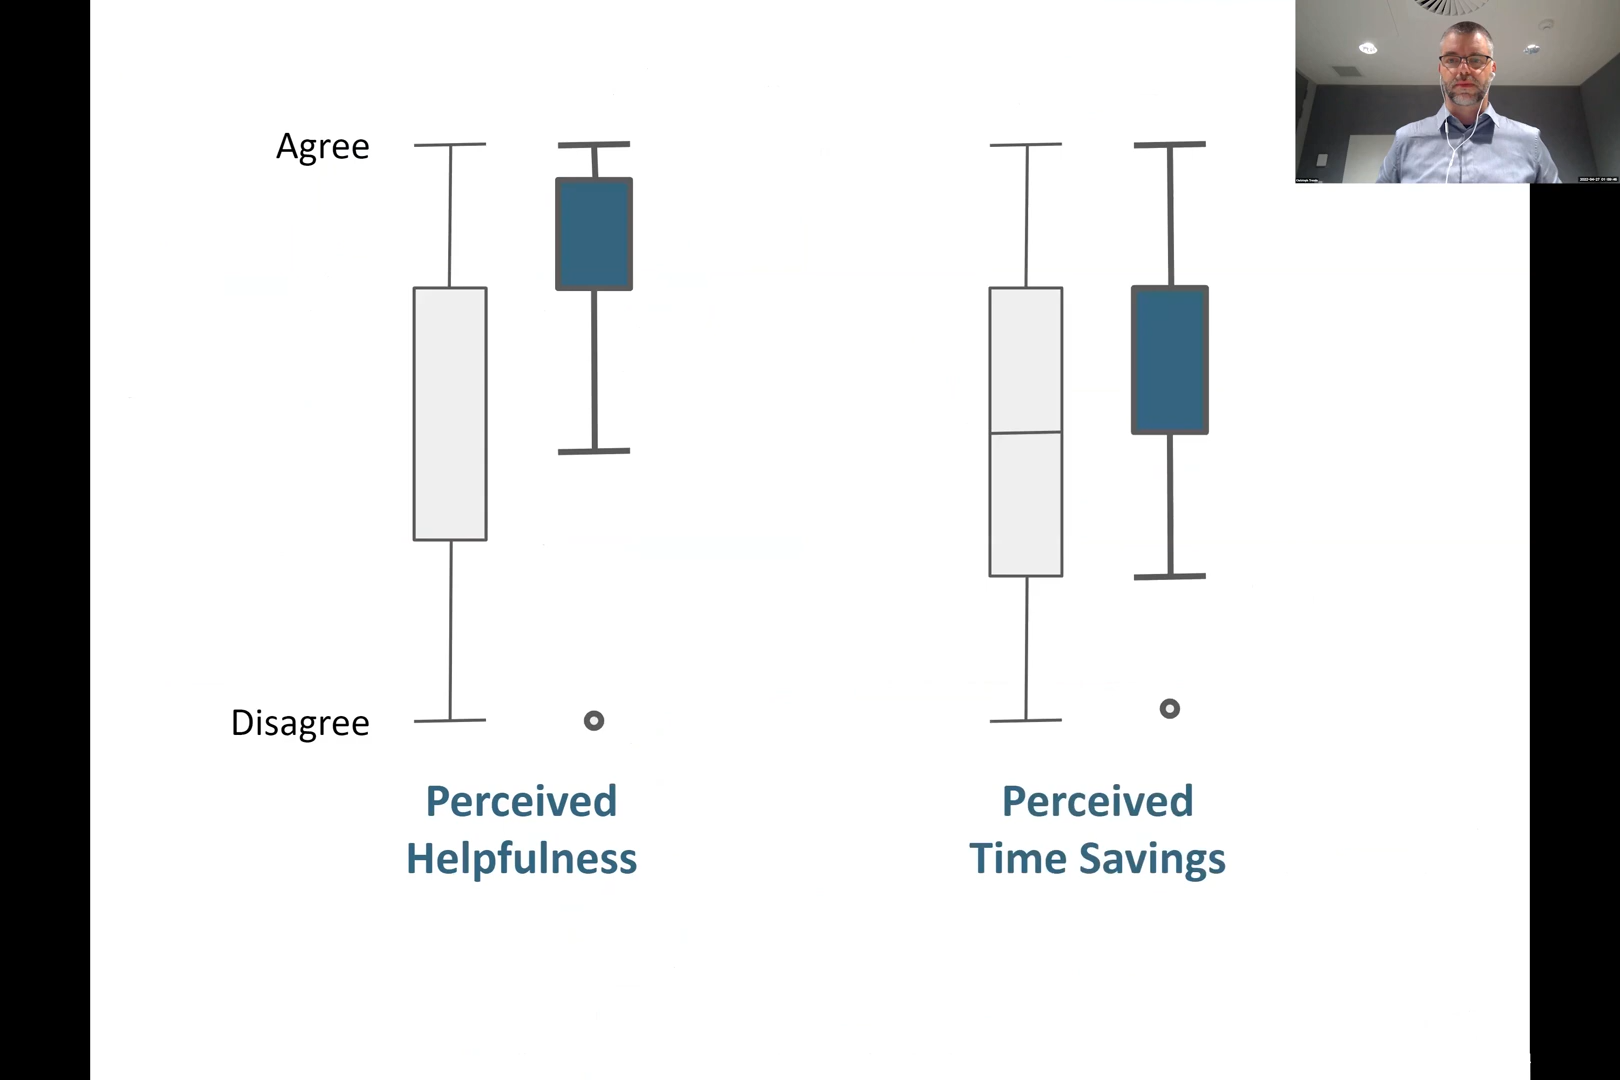 Agree
Disagree
Perceived
Helpfulness
Perceived
Time Savings